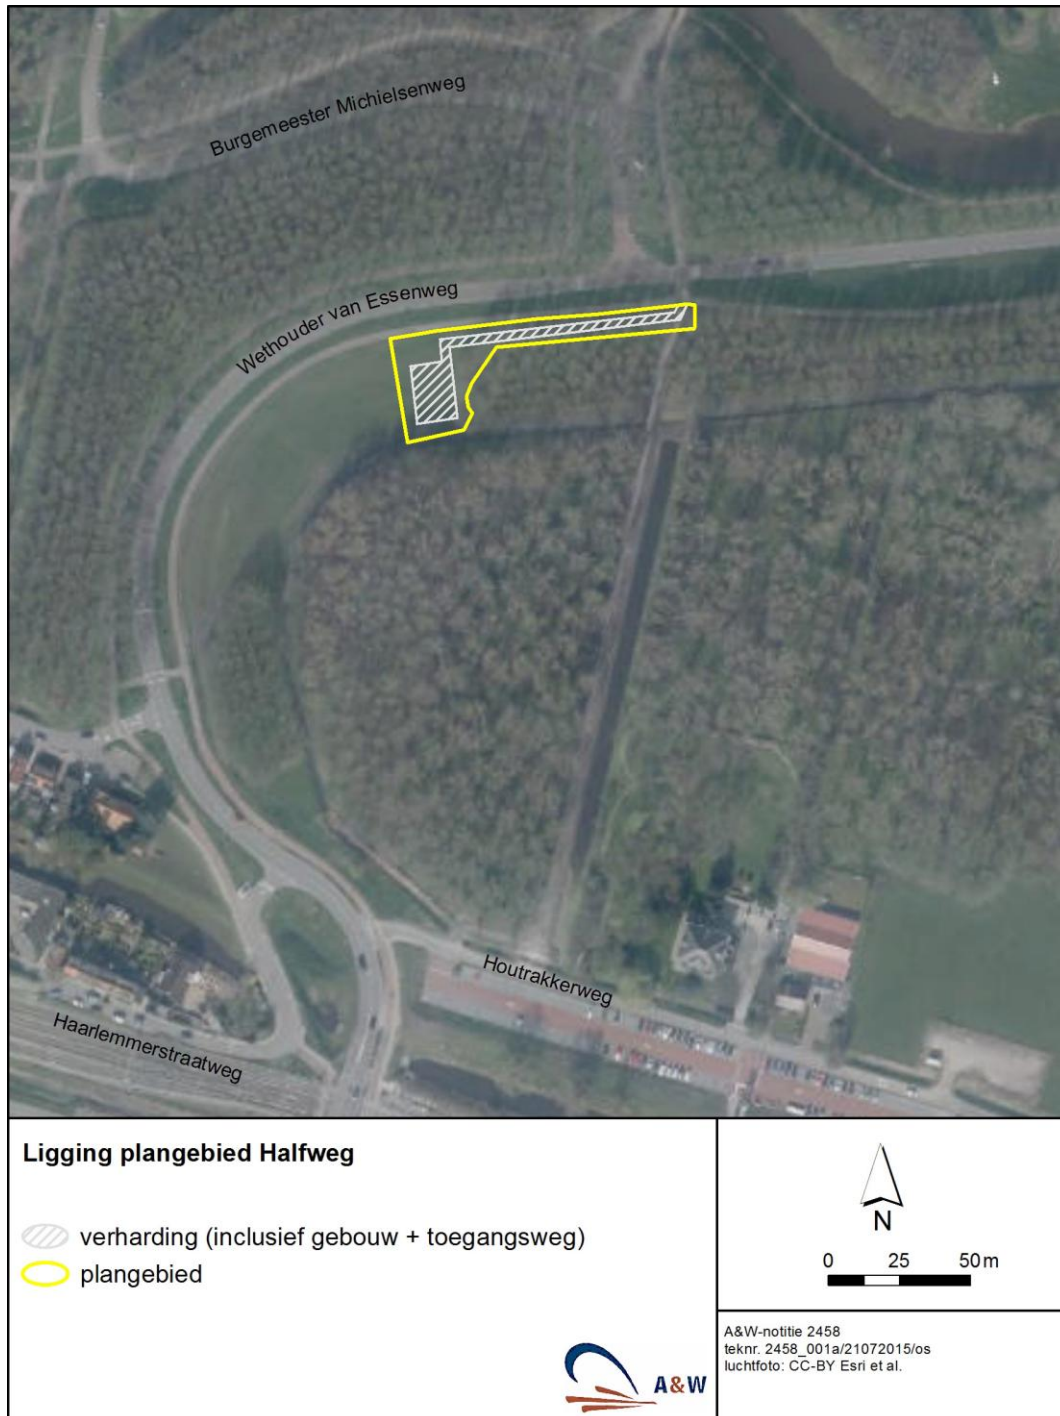 Burgemeester Michielsenweg
Wethouder van Essenweg
Houtrakkerweg
Haarlemmerstraatweg
Ligging plangebied Halfweg
verharding (inclusief gebouw + toegangsweg)
plangebied
N
0 25 50 m
A&W
A&W-notitie 2458
teknr. 2458_001a/21072015/os
luchtfoto: CC-BY Esri et al.